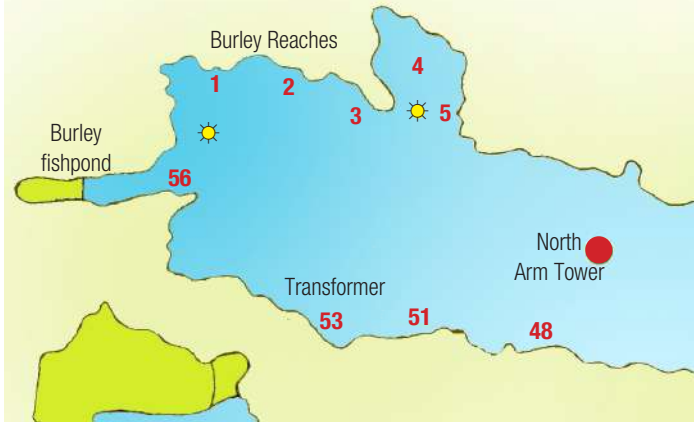 Burley Reaches
4
1
2
3
5
Burley
fishpond
56
North
Arm Tower
Transformer
53
51
48